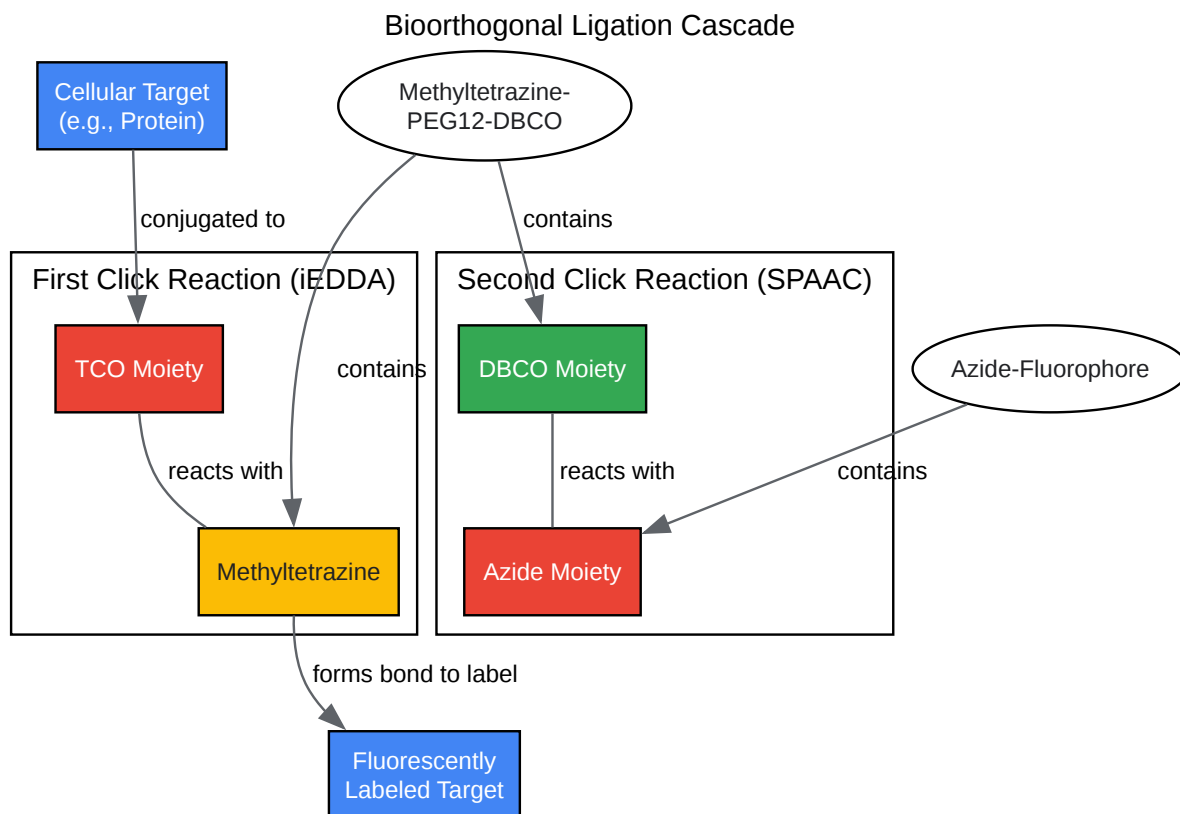 Bioorthogonal Ligation Cascade
Cellular Target
(e.g., Protein)
Methyltetrazine-
PEG12-DBCO
conjugated to
contains
First Click Reaction (iEDDA)
Second Click Reaction (SPAAC)
TCO Moiety
contains
DBCO Moiety
Azide-Fluorophore
reacts with
reacts with
contains
Methyltetrazine
Azide Moiety
forms bond to label
Fluorescently
Labeled Target